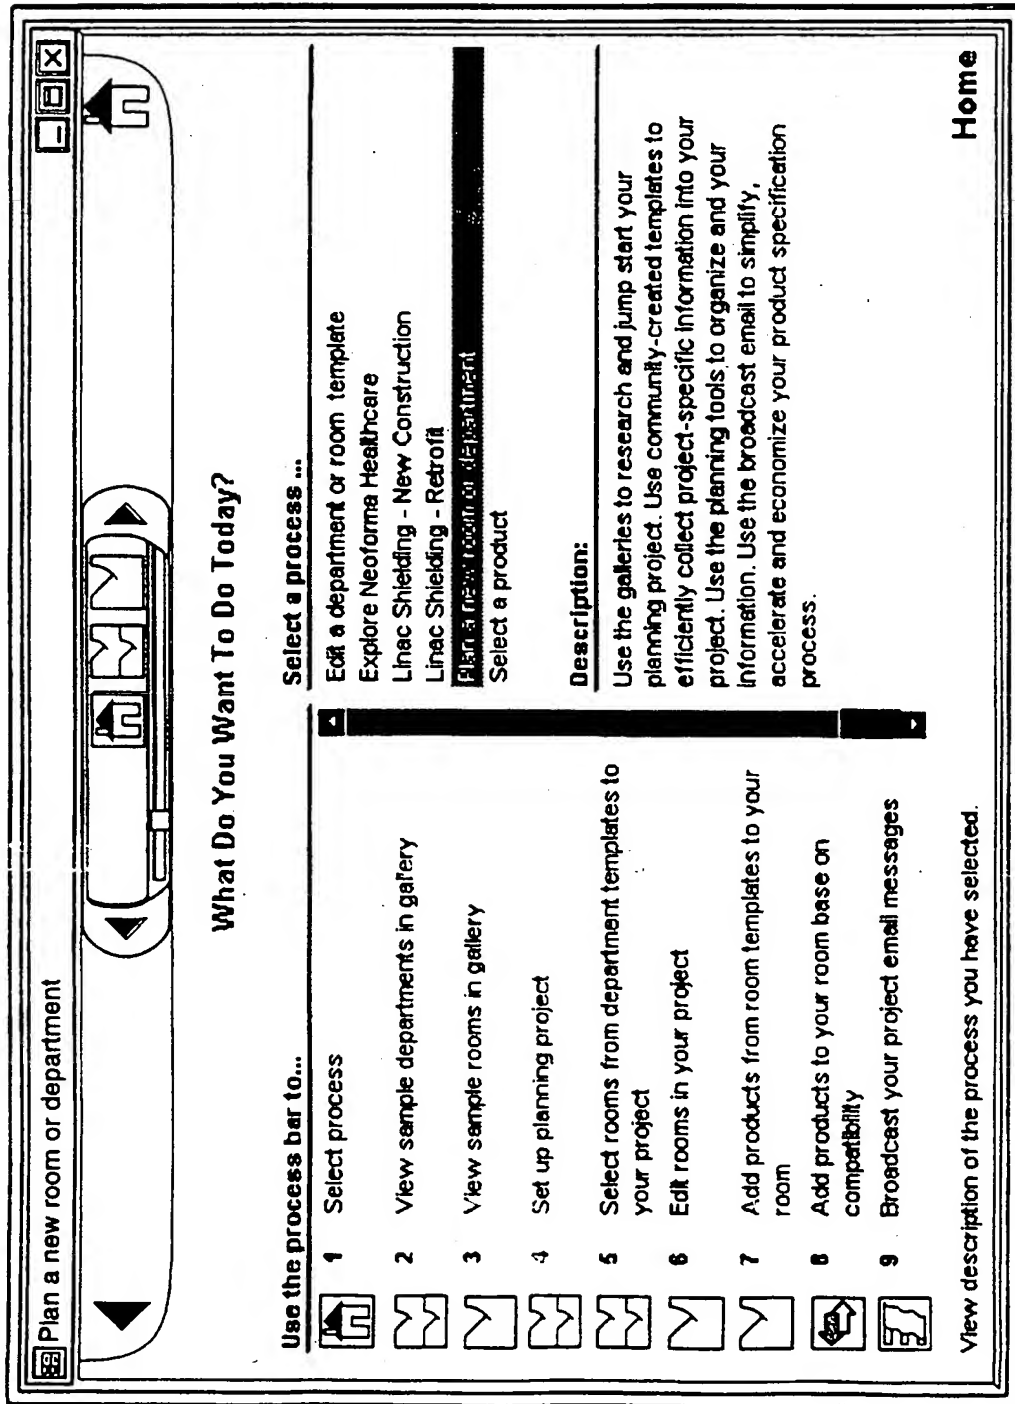 Plan a new room or department
What Do You Want To Do Today?
Use the process bar to...
1 Select process
2 View sample departments in gallery
3 View sample rooms in gallery
4 Set up planning project
5 Select rooms from department templates to
your project
6 Edit rooms in your project
7 Add products from room templates to your
room
8 Add products to your room base on
compatibility
9 Broadcast your project email messages
Select a process ...
Edit a department or room template
Explore Neoforma Healthcare
Linac Shielding - New Construction
Linac Shielding - Retrofit
Plan a new room or department
Select a product
Description:
Use the galleries to research and jump start your
planning project. Use community-created templates to
efficiently collect project-specific information into your
project. Use the planning tools to organize and your
information. Use the broadcast email to simplify,
accelerate and economize your product specification
process.
View description of the process you have selected.
Home